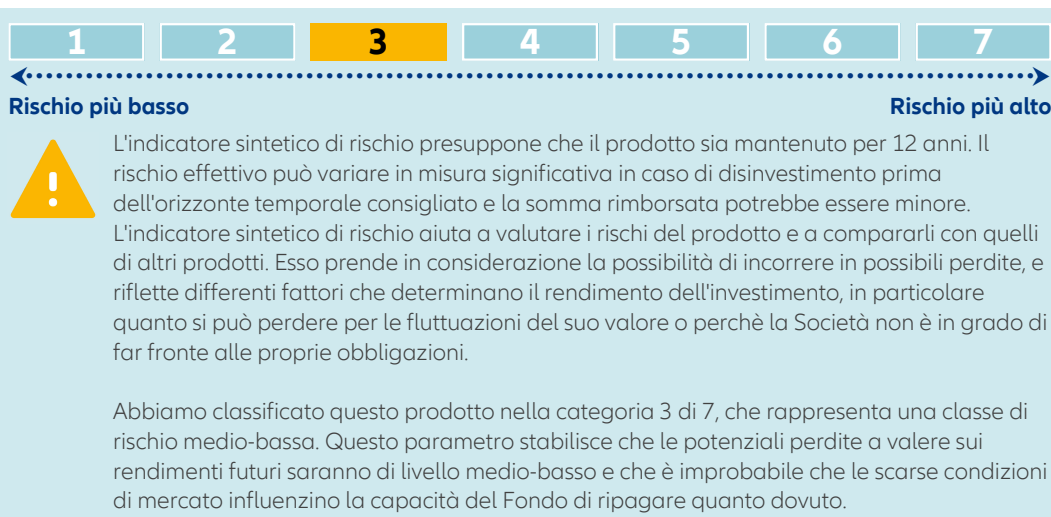 1 2 3 4 5 6 7
Rischio più basso Rischio più alto
L'indicatore sintetico di rischio presuppone che il prodotto sia mantenuto per 12 anni. Il
rischio effettivo può variare in misura significativa in caso di disinvestimento prima
dell'orizzonte temporale consigliato e la somma rimborsata potrebbe essere minore.
L'indicatore sintetico di rischio aiuta a valutare i rischi del prodotto e a compararli con quelli
di altri prodotti. Esso prende in considerazione la possibilità di incorrere in possibili perdite, e
riflette differenti fattori che determinano il rendimento dell'investimento, in particolare
quanto si può perdere per le fluttuazioni del suo valore o perchè la Società non è in grado di
far fronte alle proprie obbligazioni.
Abbiamo classificato questo prodotto nella categoria 3 di 7, che rappresenta una classe di
rischio medio-bassa. Questo parametro stabilisce che le potenziali perdite a valere sui
rendimenti futuri saranno di livello medio-basso e che è improbabile che le scarse condizioni
di mercato influenzino la capacità del Fondo di ripagare quanto dovuto.